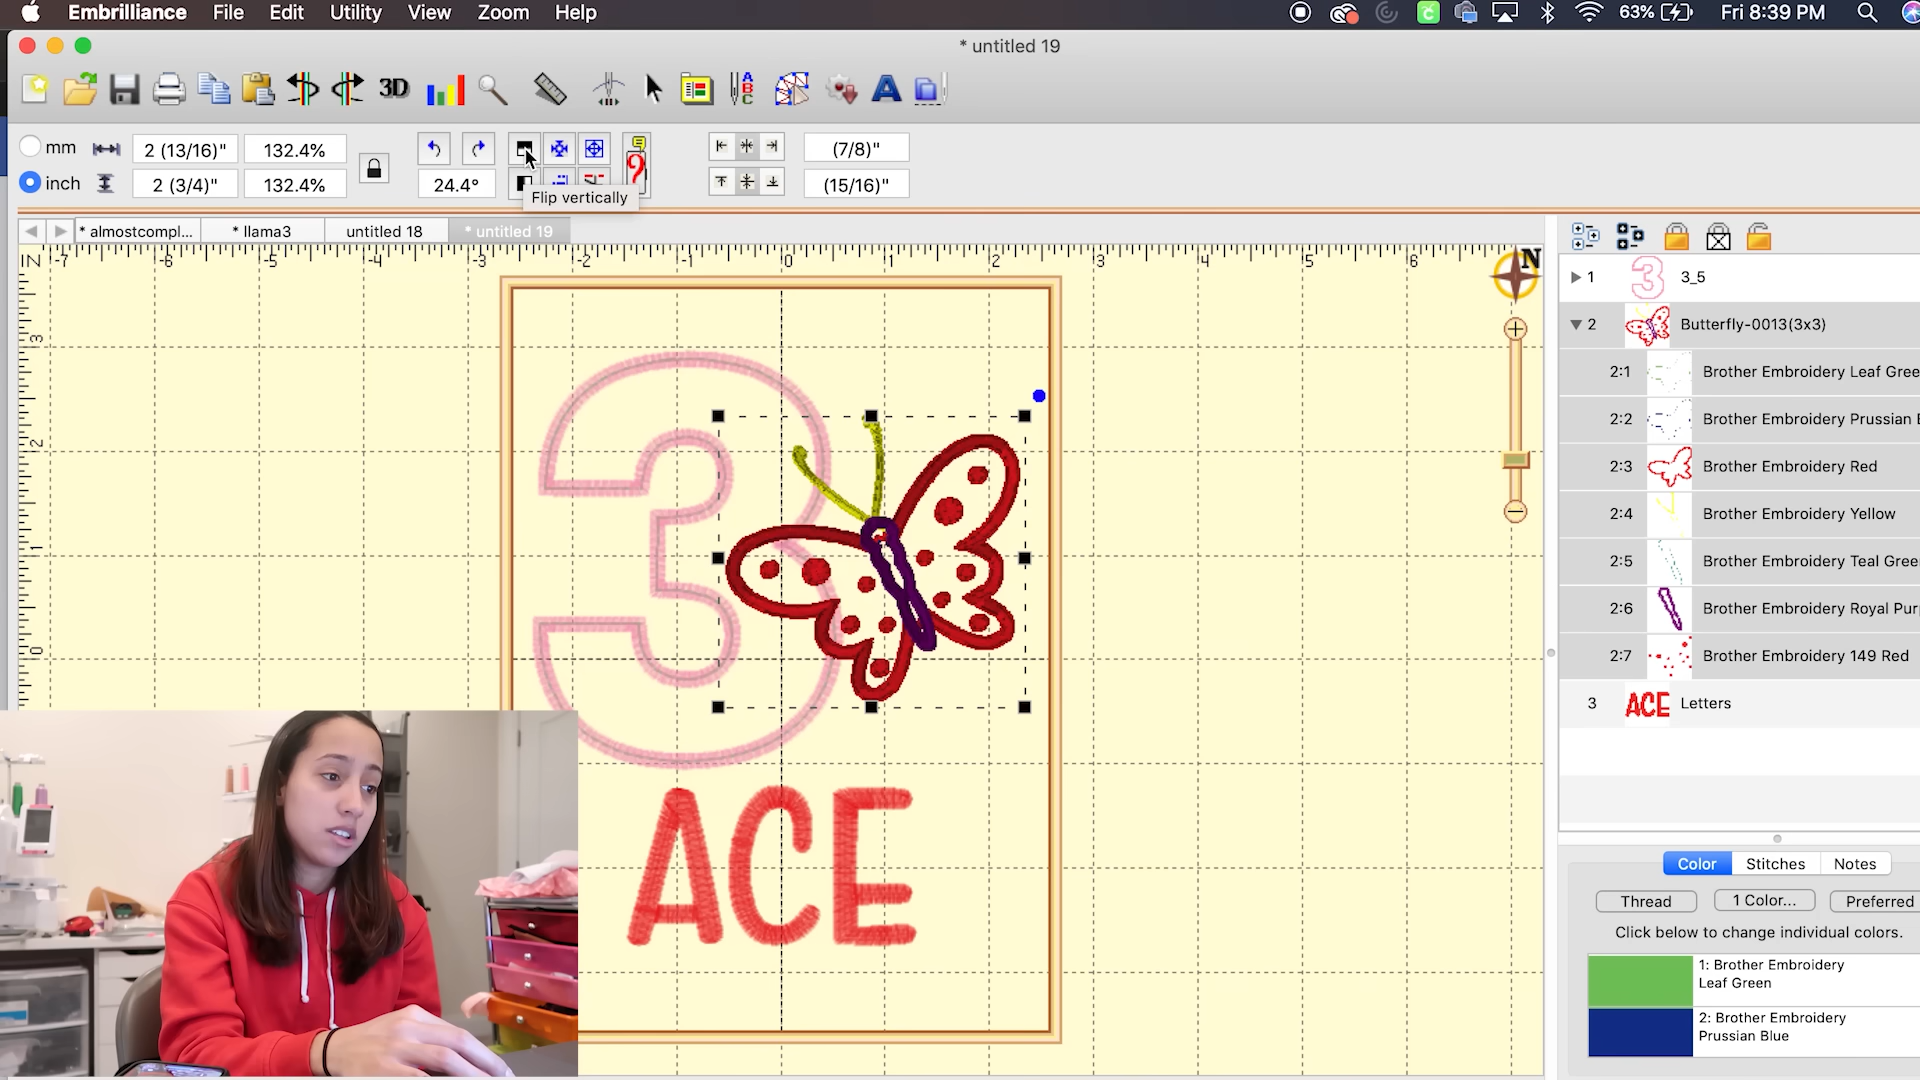 Embrilliance File Edit Utility View Zoom Help 63% Fri 8:39 PM
* untitled 19
3D A B C A
mm 2 (13/16)" 132.4% (7/8)"
inch 2 (3/4)" 132.4% 24.4° (15/16)"
Flip vertically
* almostcompl... * llama3 untitled 18 * untitled 19
IN -7 -6 -5 -4 -3 -2 -1 0 1 2 3 4 5 6 N
3 2 1 0
3
ACE
1 3_5
2 Butterfly-0013(3x3)
2:1 Brother Embroidery Leaf Gree
2:2 Brother Embroidery Prussian
2:3 Brother Embroidery Red
2:4 Brother Embroidery Yellow
2:5 Brother Embroidery Teal Gree
2:6 Brother Embroidery Royal Pur
2:7 Brother Embroidery 149 Red
3 ACE Letters
Color Stitches Notes
Thread 1 Color... Preferred
Click below to change individual colors.
1: Brother Embroidery
Leaf Green
2: Brother Embroidery
Prussian Blue